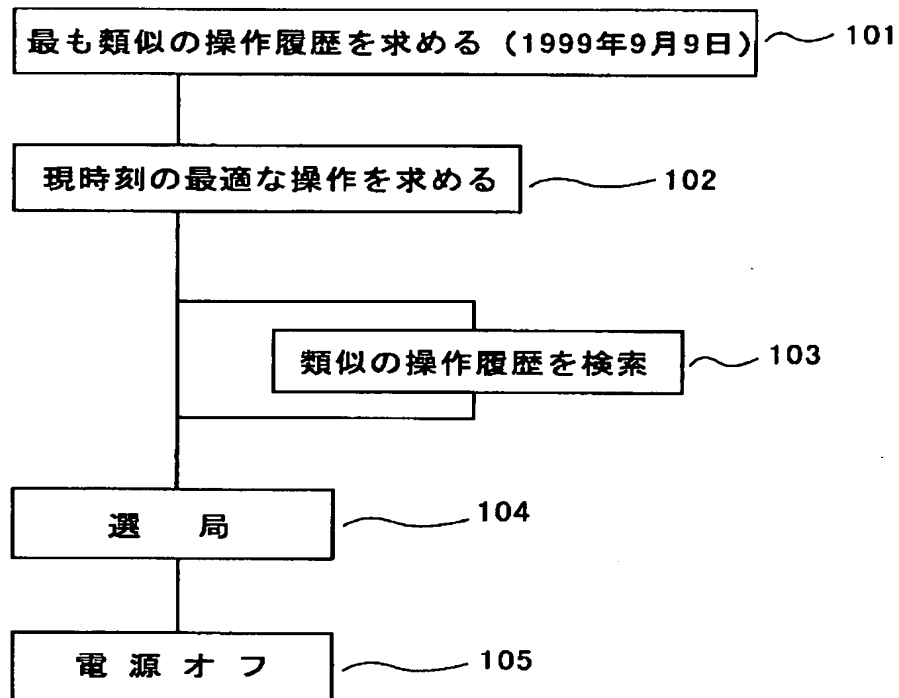 最も類似の操作履歴を求める（1999年9月9日）
101
現時刻の最適な操作を求める
102
類似の操作履歴を検索
103
選 局
104
電源オフ
105